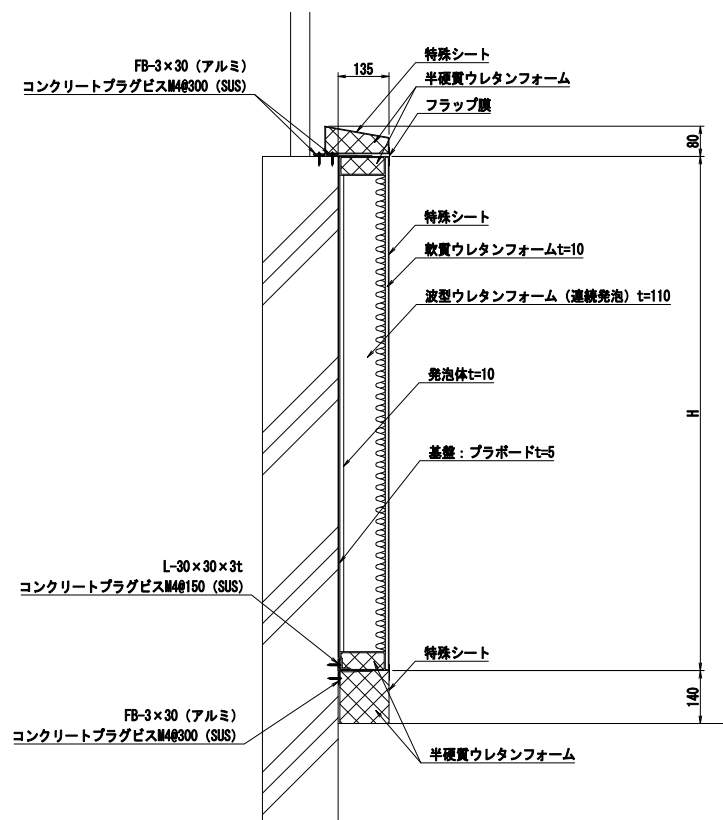 特殊シート
FB-3×30（アルミ）
135
半硬質ウレタンフォーム
コンクリートプラグビスM4@300（SUS）
フラップ膜
80
特殊シート
軟質ウレタンフォームt=10
波型ウレタンフォーム（連続発泡）t=110
発泡体t=10
H
基盤：プラボードt=5
L-30×30×3t
コンクリートプラグビスM4@150（SUS）
特殊シート
140
FB-3×30（アルミ）
コンクリートプラグビスM4@300（SUS）
半硬質ウレタンフォーム